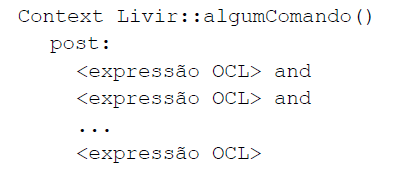 Context Livir::algumComando()
post:
<expressão OCL> and
<expressão OCL> and
...
<expressão OCL>